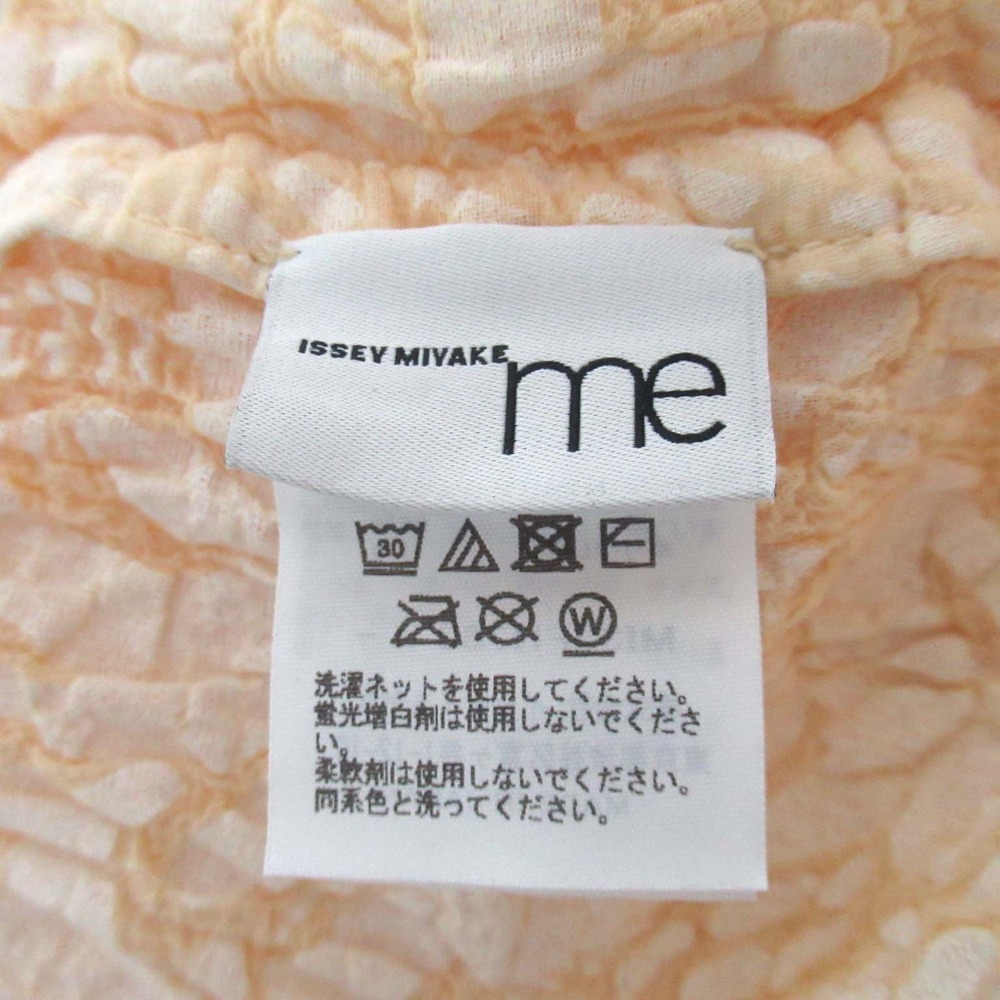 ISSEY MIYAKE me
30
W
洗濯ネットを使用してください。
蛍光増白剤は使用しないでくださ
い。
柔軟剤は使用しないでください。
同系色と洗ってください。